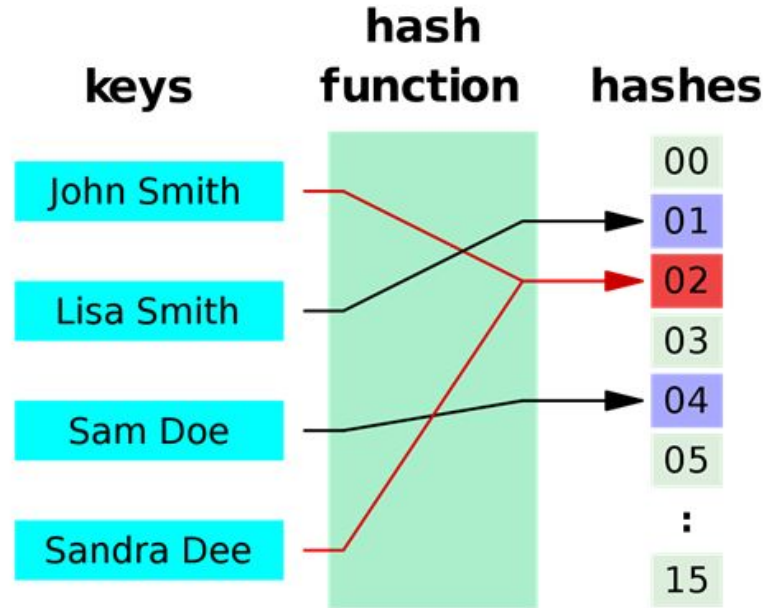 keys
hash
function
hashes
John Smith
Lisa Smith
Sam Doe
Sandra Dee
00
01
02
03
04
05
:
15